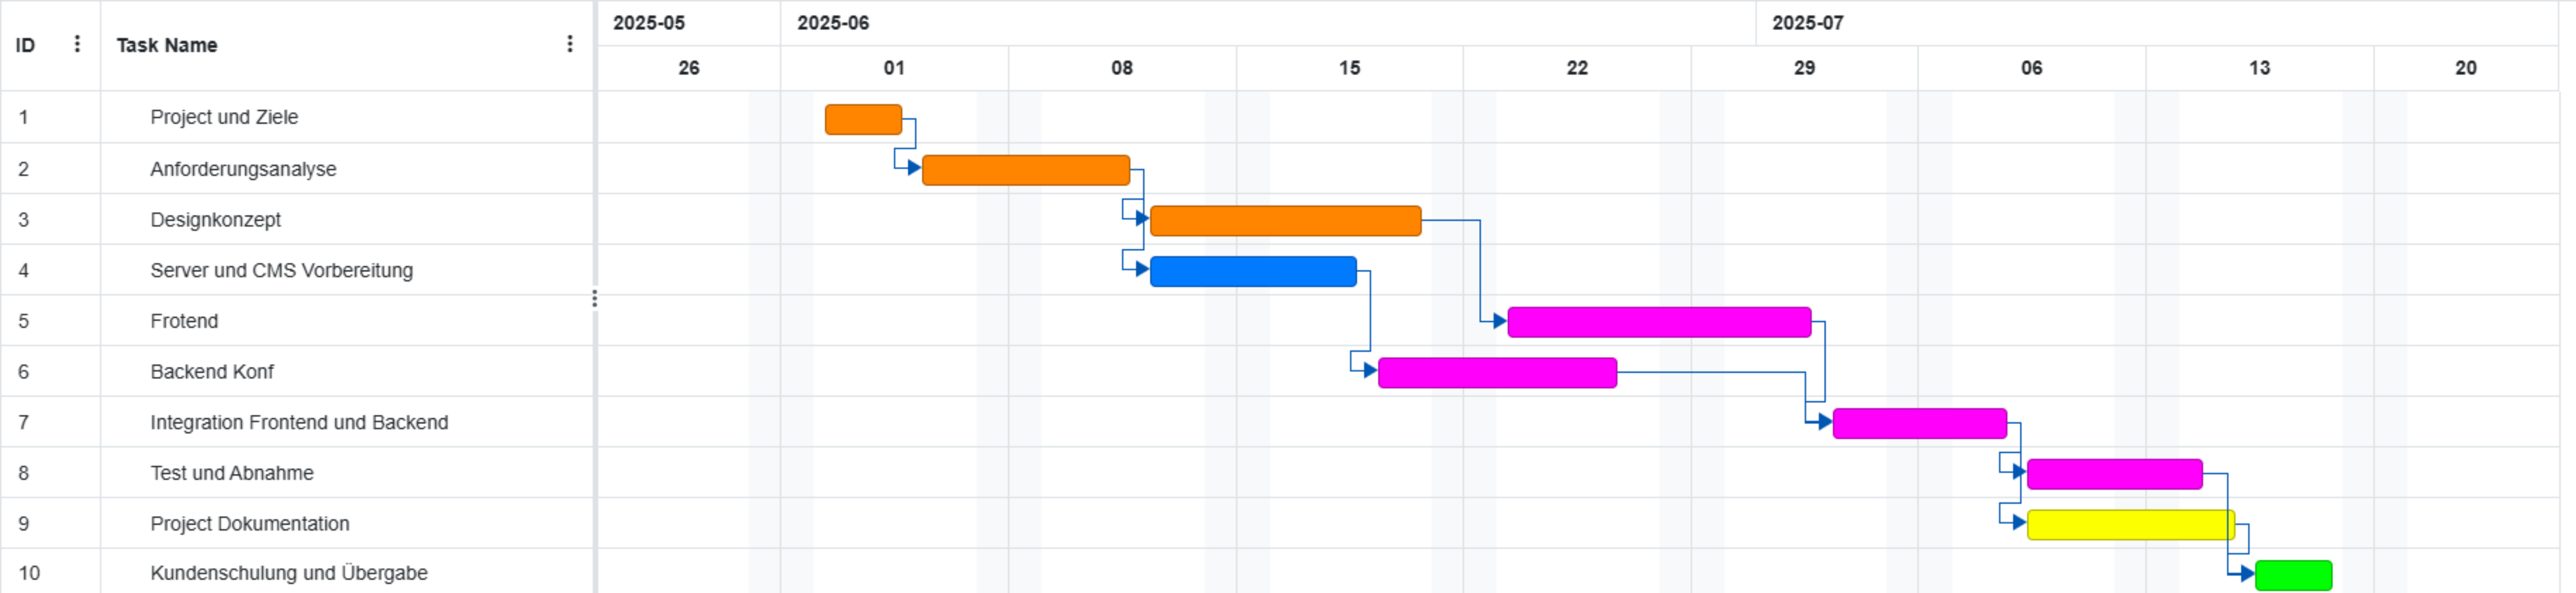 ID Task Name 2025-05 2025-06 2025-07
26 01 08 15 22 29 06 13 20
1 Project und Ziele
2 Anforderungsanalyse
3 Designkonzept
4 Server und CMS Vorbereitung
5 Frotend
6 Backend Konf
7 Integration Frontend und Backend
8 Test und Abnahme
9 Project Dokumentation
10 Kundenschulung und Übergabe